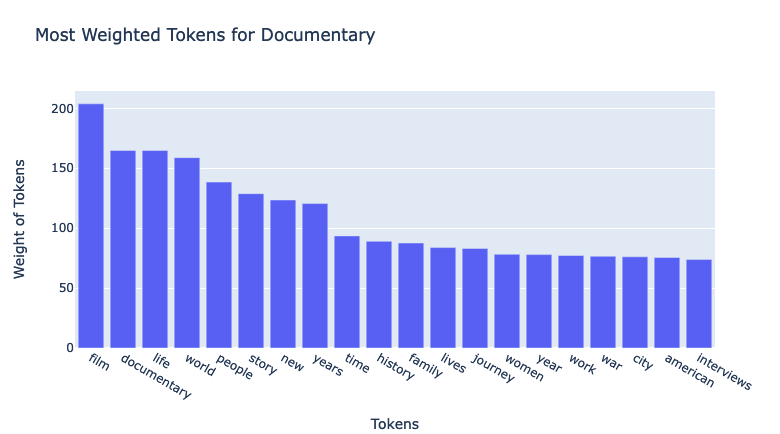 Most Weighted Tokens for Documentary
Weight of Tokens
200
150
100
50
0
film
documentary
life
world
people
story
new
years
time
history
family
lives
journey
women
year
work
war
city
american
interviews
Tokens